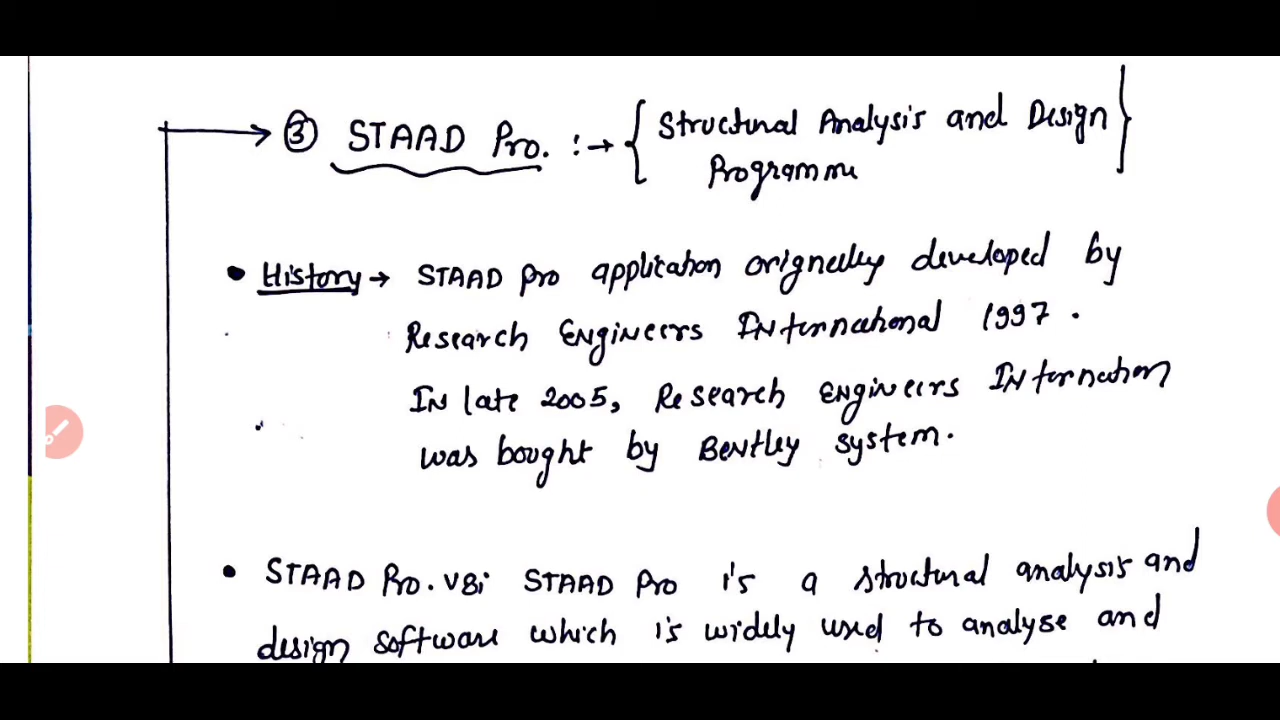 ③ STAAD Pro. :→ { Structural Analysis and Design }
Programme
• History → STAAD pro application orignelley developed by
Research ENgiNeers INternational 1997.
IN late 2005, Research ENgiNeers INternation
was bought by BeNtley system.
• STAAD Pro. V8i STAAD Pro is a structural analysis and
design software which is widely used to analyse and